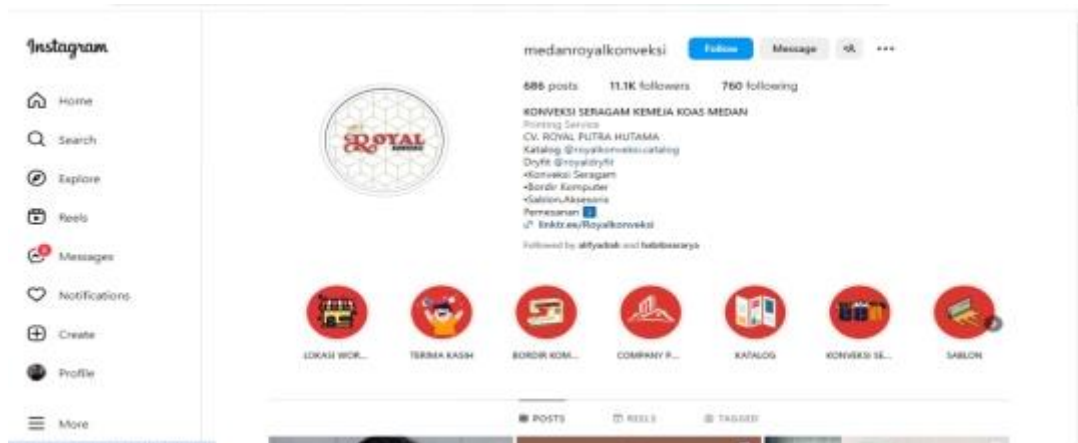 Instagram
Home
Search
Explore
Reels
Messages
Notifications
Create
Profile
More
medanroyalkonveksi Follow Message
686 posts 11.1K followers 760 following
KONVEKSI SERAGAM KEMEJA KOAS MEDAN
Printing Service
CV. ROYAL PUTRA HUTAMA
Katalog @royalkonveksi.catalog
Dryfit @royaldryfit
•Konveksi Seragam
•Bordir Komputer
•Sablon,Aksesoris
Pemesanan
linktr.ee/Royalkonveksi
Followed by and
ROYAL
LOKASI WOR... TERIMA KASIH BORDIR KOM... COMPANY P... KATALOG KONVEKSI SE... SABLON
POSTS REELS TAGGED